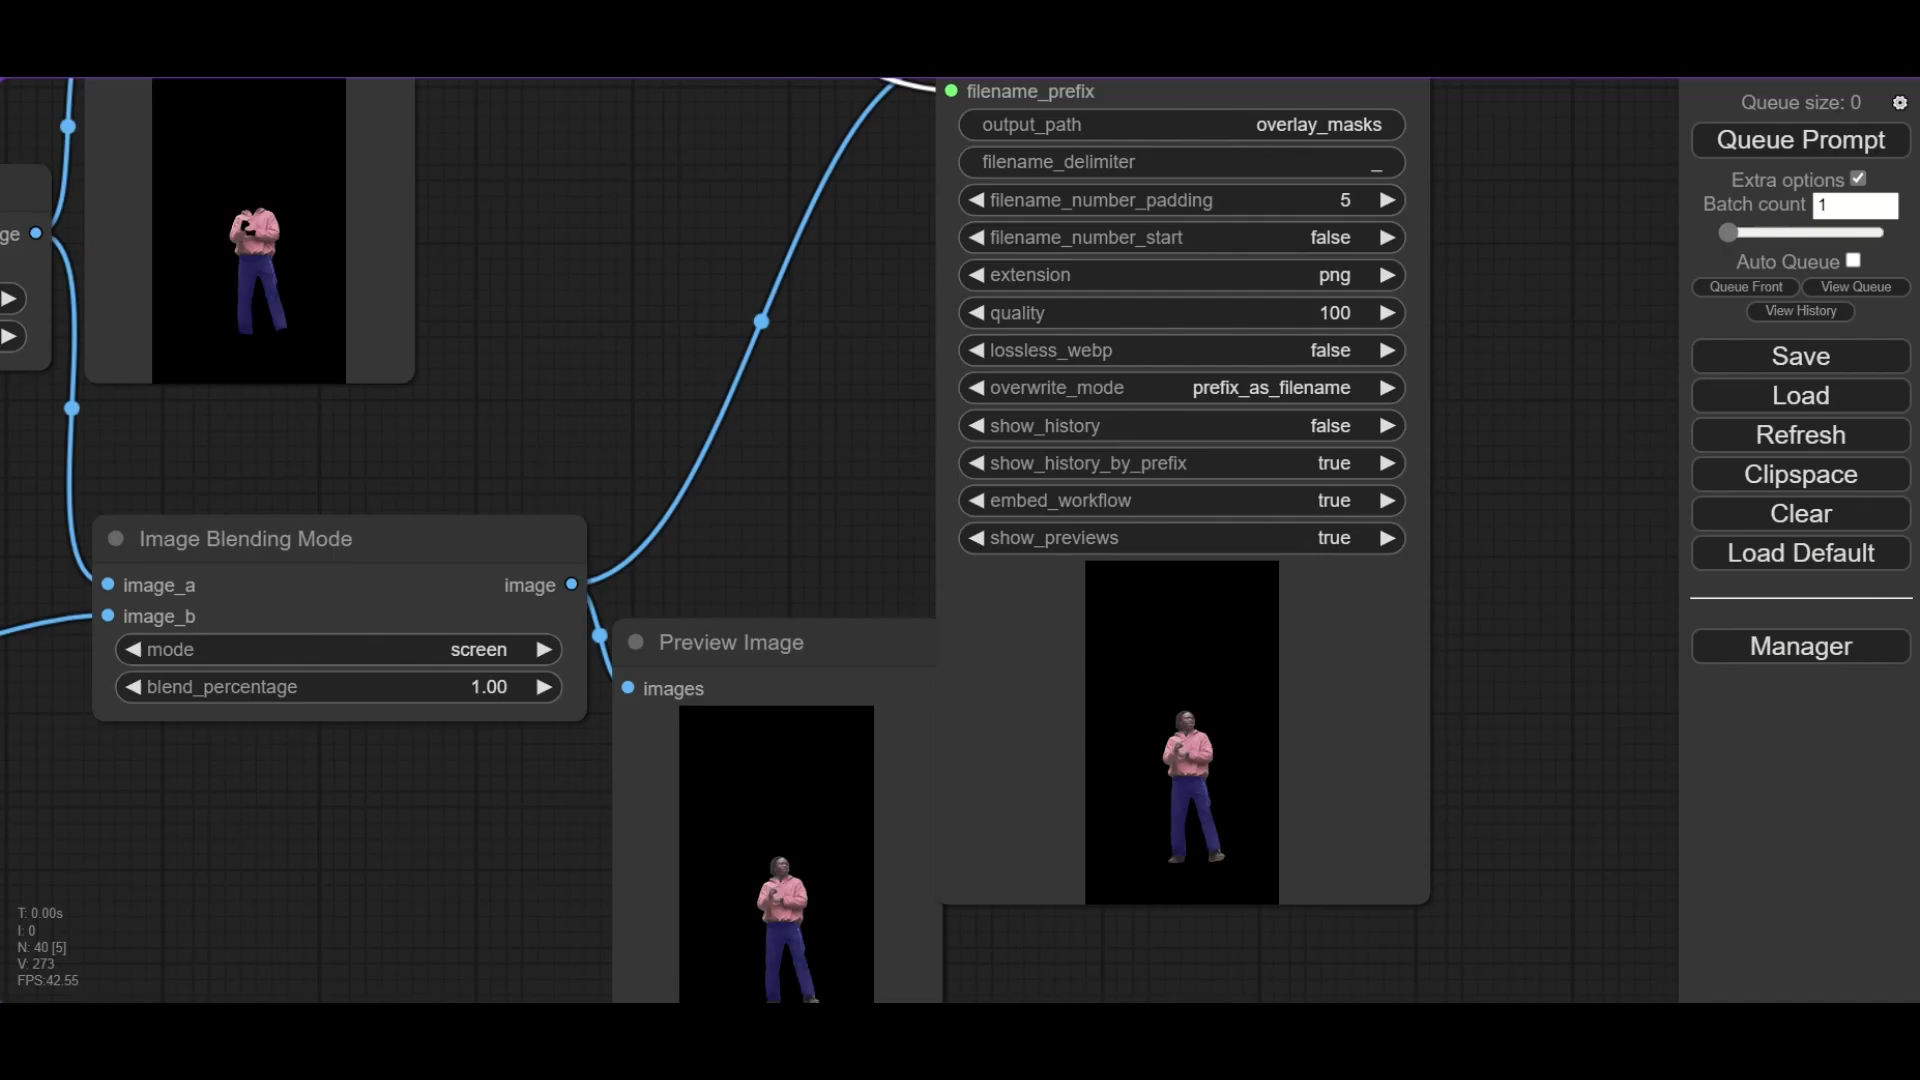 ge
Image Blending Mode
image_a
image
image_b
mode
screen
blend_percentage
1.00
Preview Image
images
filename_prefix
output_path
overlay_masks
filename_delimiter
_
filename_number_padding
5
filename_number_start
false
extension
png
quality
100
lossless_webp
false
overwrite_mode
prefix_as_filename
show_history
false
show_history_by_prefix
true
embed_workflow
true
show_previews
true
Queue size: 0
Queue Prompt
Extra options
Batch count 1
Auto Queue
Queue Front
View Queue
View History
Save
Load
Refresh
Clipspace
Clear
Load Default
Manager
T: 0.00s
I: 0
N: 40 [5]
V: 273
FPS:42.55